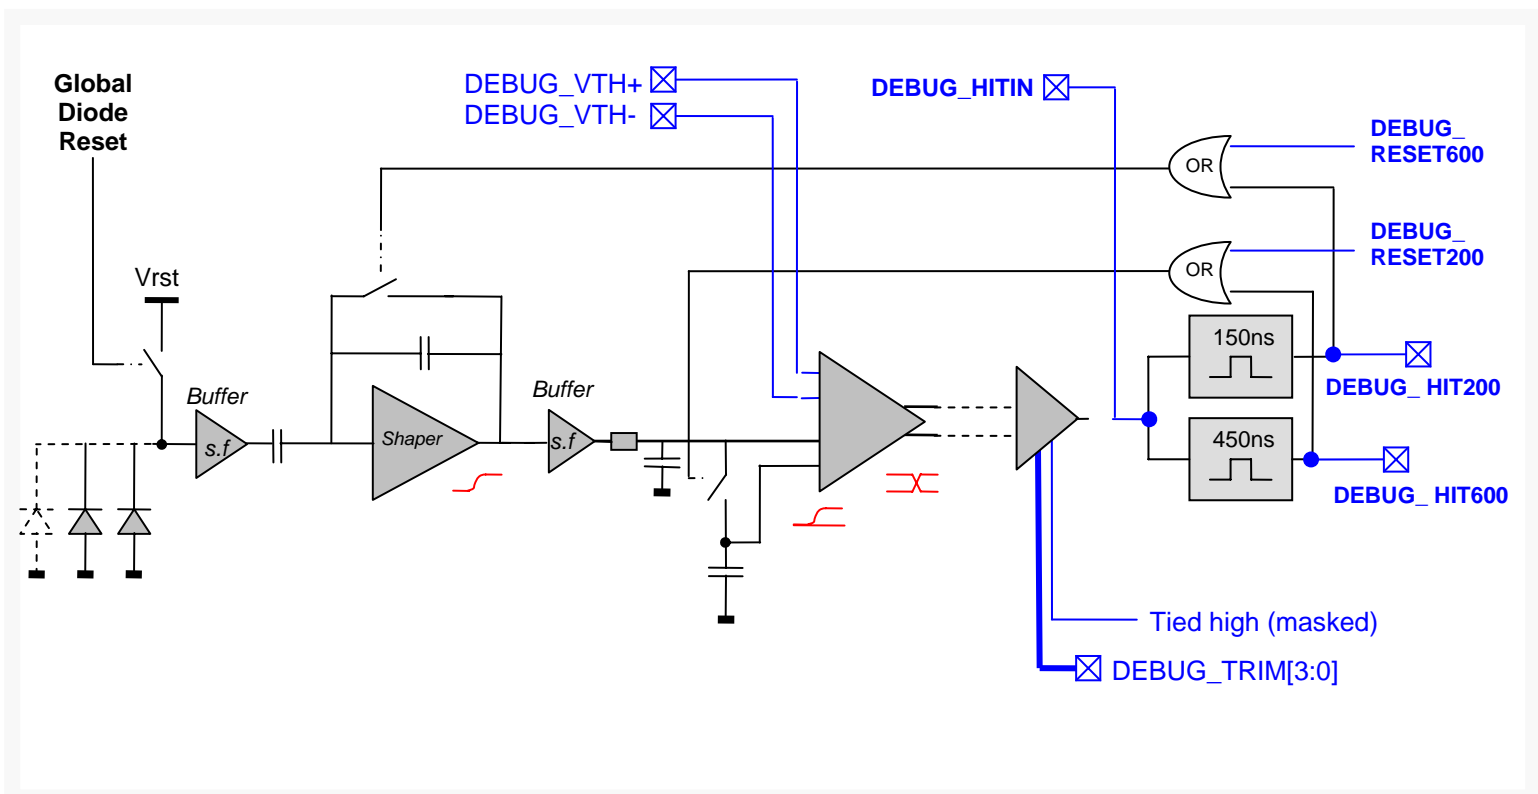 Global
Diode
Reset
DEBUG_VTH+
DEBUG_VTH-
DEBUG_HITIN
DEBUG_
RESET600
OR
DEBUG_
RESET200
OR
Vrst
150ns
DEBUG_ HIT200
Buffer
s.f
Shaper
Buffer
s.f
450ns
DEBUG_ HIT600
Tied high (masked)
DEBUG_TRIM[3:0]